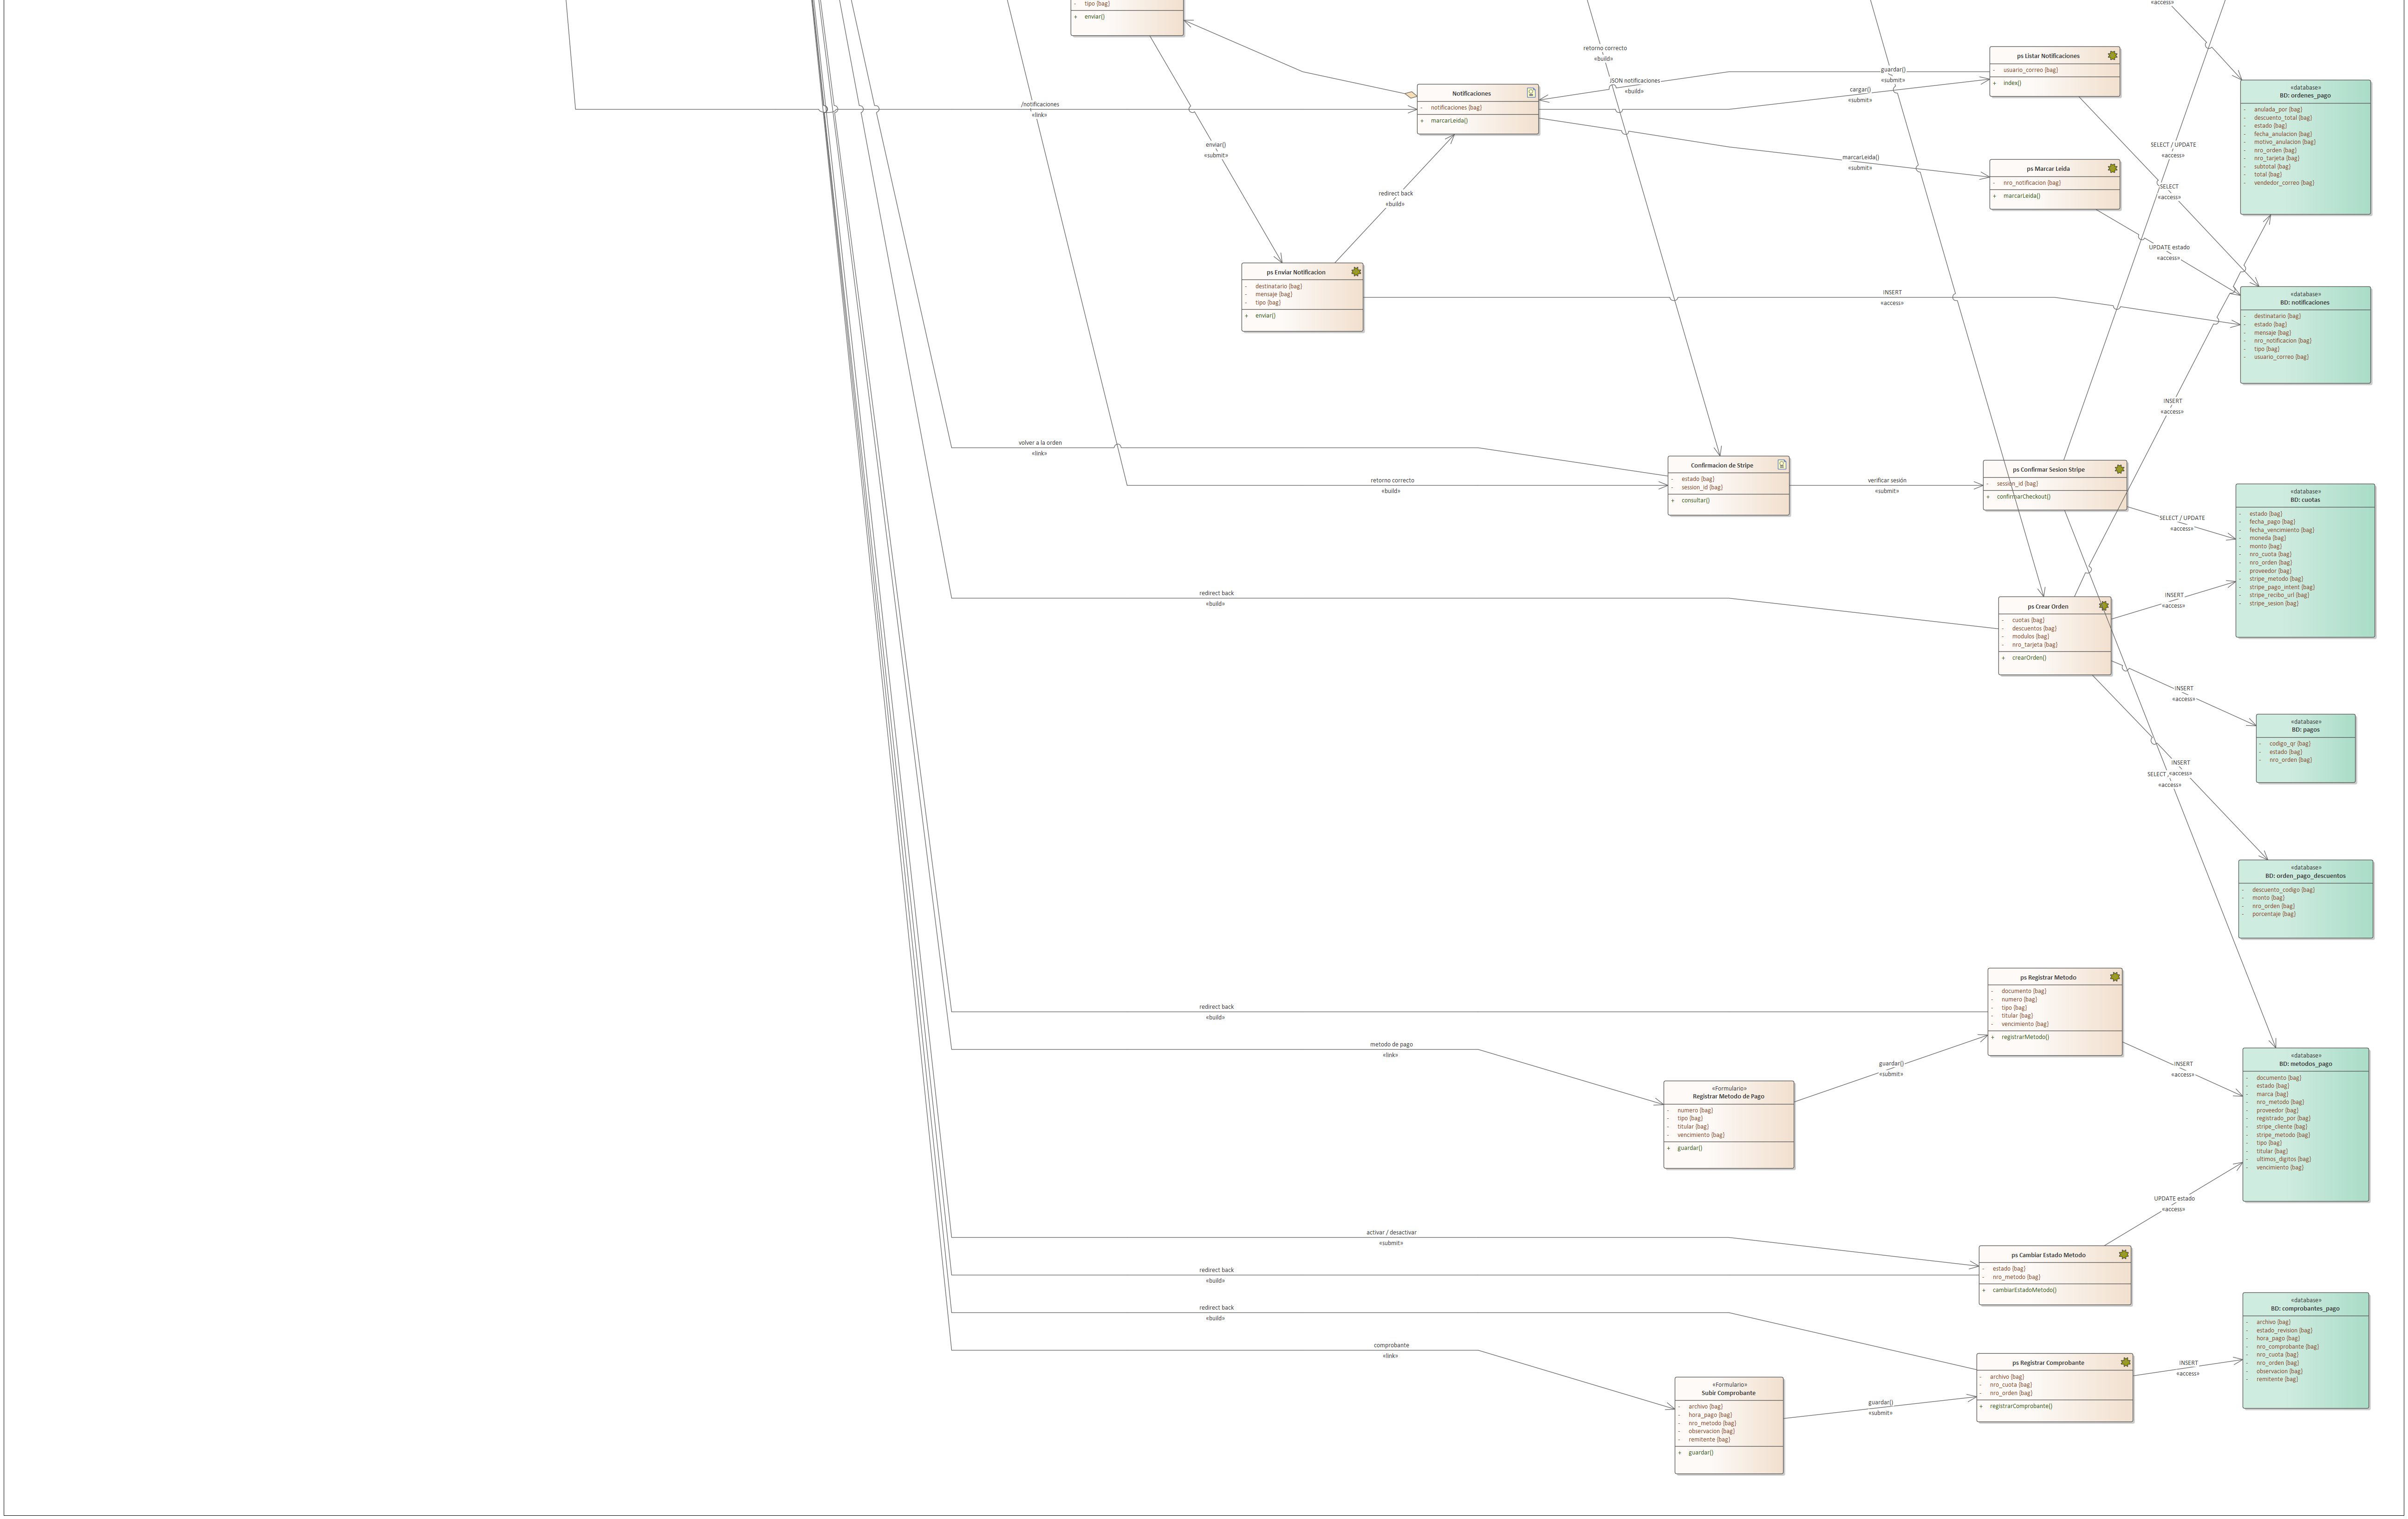 - tipo {bag}
+ enviar()
«access»
retorno correcto
«build»
/notificaciones
«link»
Notificaciones
- notificaciones {bag}
+ marcarLeida()
JSON notificaciones
«build»
guardar()
«submit»
cargar()
«submit»
marcarLeida()
«submit»
ps Listar Notificaciones
- usuario_correo {bag}
+ index()
ps Marcar Leida
- nro_notificacion {bag}
+ marcarLeida()
SELECT / UPDATE
«access»
SELECT
«access»
UPDATE estado
«access»
«database»
BD: ordenes_pago
- anulada_por {bag}
- descuento_total {bag}
- estado {bag}
- fecha_anulacion {bag}
- motivo_anulacion {bag}
- nro_orden {bag}
- nro_tarjeta {bag}
- subtotal {bag}
- total {bag}
- vendedor_correo {bag}
enviar()
«submit»
redirect back
«build»
ps Enviar Notificacion
- destinatario {bag}
- mensaje {bag}
- tipo {bag}
+ enviar()
INSERT
«access»
«database»
BD: notificaciones
- destinatario {bag}
- estado {bag}
- mensaje {bag}
- nro_notificacion {bag}
- tipo {bag}
- usuario_correo {bag}
INSERT
«access»
volver a la orden
«link»
retorno correcto
«build»
Confirmacion de Stripe
- estado {bag}
- session_id {bag}
+ consultar()
verificar sesión
«submit»
ps Confirmar Sesion Stripe
- session_id {bag}
+ confirmarCheckout()
SELECT / UPDATE
«access»
«database»
BD: cuotas
- estado {bag}
- fecha_pago {bag}
- fecha_vencimiento {bag}
- moneda {bag}
- monto {bag}
- nro_cuota {bag}
- nro_orden {bag}
- proveedor {bag}
- stripe_metodo {bag}
- stripe_pago_intent {bag}
- stripe_recibo_url {bag}
- stripe_sesion {bag}
redirect back
«build»
ps Crear Orden
- cuotas {bag}
- descuentos {bag}
- modulos {bag}
- nro_tarjeta {bag}
+ crearOrden()
INSERT
«access»
INSERT
«access»
«database»
BD: pagos
- codigo_qr {bag}
- estado {bag}
- nro_orden {bag}
INSERT
«access»
SELECT
«access»
«database»
BD: orden_pago_descuentos
- descuento_codigo {bag}
- monto {bag}
- nro_orden {bag}
- porcentaje {bag}
redirect back
«build»
ps Registrar Metodo
- documento {bag}
- numero {bag}
- tipo {bag}
- titular {bag}
- vencimiento {bag}
+ registrarMetodo()
metodo de pago
«link»
guardar()
«submit»
INSERT
«access»
«Formulario»
Registrar Metodo de Pago
- numero {bag}
- tipo {bag}
- titular {bag}
- vencimiento {bag}
+ guardar()
«database»
BD: metodos_pago
- documento {bag}
- estado {bag}
- marca {bag}
- nro_metodo {bag}
- proveedor {bag}
- registrado_por {bag}
- stripe_cliente {bag}
- stripe_metodo {bag}
- tipo {bag}
- titular {bag}
- ultimos_digitos {bag}
- vencimiento {bag}
UPDATE estado
«access»
activar / desactivar
«submit»
redirect back
«build»
ps Cambiar Estado Metodo
- estado {bag}
- nro_metodo {bag}
+ cambiarEstadoMetodo()
redirect back
«build»
comprobante
«link»
«Formulario»
Subir Comprobante
- archivo {bag}
- hora_pago {bag}
- nro_metodo {bag}
- observacion {bag}
- remitente {bag}
+ guardar()
guardar()
«submit»
ps Registrar Comprobante
- archivo {bag}
- nro_cuota {bag}
- nro_orden {bag}
+ registrarComprobante()
INSERT
«access»
«database»
BD: comprobantes_pago
- archivo {bag}
- estado_revision {bag}
- hora_pago {bag}
- nro_comprobante {bag}
- nro_cuota {bag}
- nro_orden {bag}
- observacion {bag}
- remitente {bag}